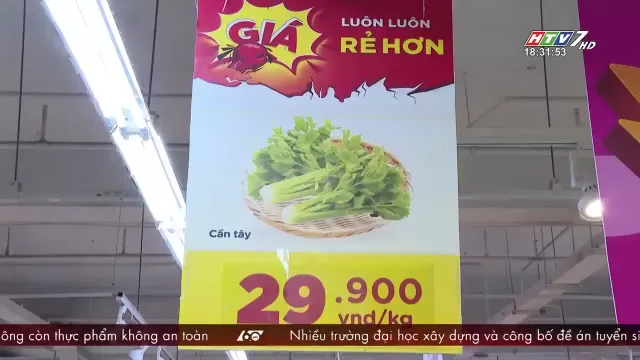 GIÁ
LUÔN LUÔN
RẺ HƠN
HTV7 HD
18:31:53
Cần tây
29.900
vnd/kg
ông còn thực phẩm không an toàn
60
Nhiều trường đại học xây dựng và công bố đề án tuyển si